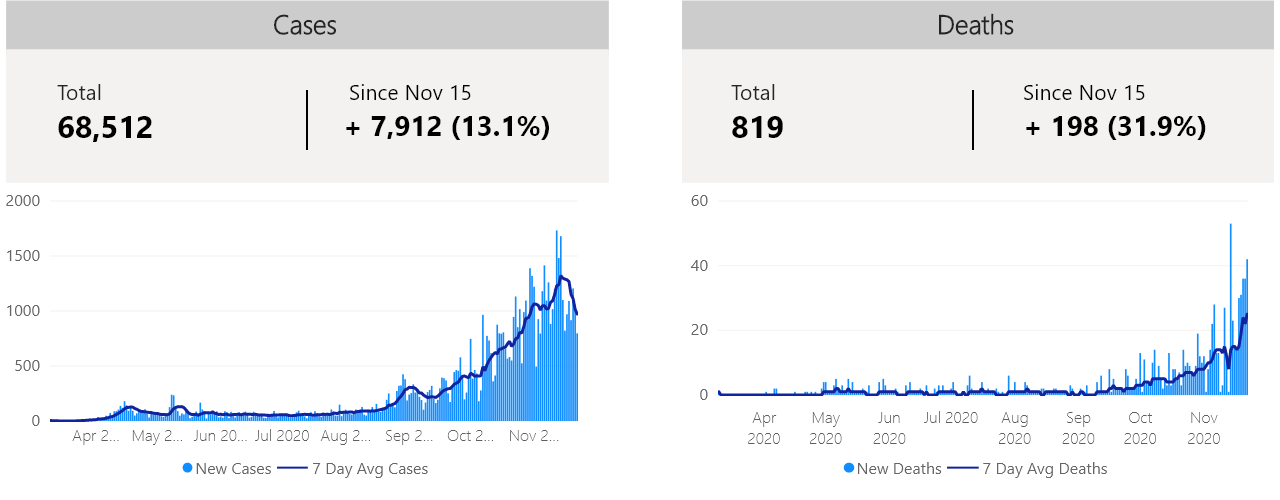 Cases
Total
Since Nov 15
68,512
+ 7,912 (13.1%)
2000
1500
1000
500
0
Apr 2... May 2... Jun 20... Jul 2020 Aug 2... Sep 2... Oct 2... Nov 2...
New Cases 7 Day Avg Cases
Deaths
Total
Since Nov 15
819
+ 198 (31.9%)
60
40
20
0
Apr May Jun Jul 2020 Aug Sep Oct Nov
2020 2020 2020 2020 2020 2020 2020
New Deaths 7 Day Avg Deaths